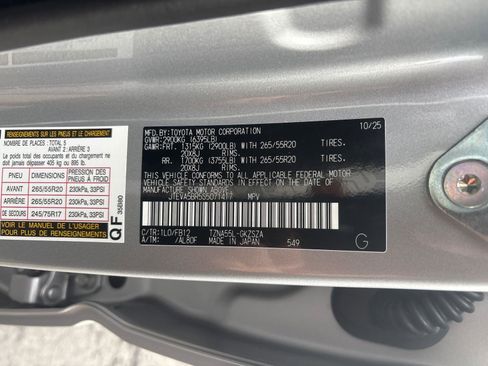 RENSEIGNEMENTS SUR LES PNEUS ET LE CHARGEMENT
NOMBRE DE PLACES : TOTAL 5
AVANT : 2 ARRIÈRE : 3
Le poids total des occupants et du
chargement ne doit jamais dépasser
405 kg ou 895 lb.
PNEU DIMENSIONS PRESSION DES PNEUS À FROID
AVANT 265/55R20 230kPa, 33PSI
ARRIÈRE 265/55R20 230kPa, 33PSI
DE SECOURS 245/75R17 230kPa, 33PSI
VOIR LE MANUEL DE L'USAGER
POUR PLUS DE RENSEIGNEMENTS
QF
35B80
MFD.BY:TOYOTA MOTOR CORPORATION 10/25
GVWR:2900KG (6395LB)
GAWR:FRT. 1315KG (2900LB) WITH 265/55R20 TIRES.
20X8J RIMS
RR. 1700KG (3755LB) WITH 265/55R20 TIRES.
20X8J RIMS
THIS VEHICLE CONFORMS TO ALL APPLICABLE FEDERAL MOTOR
VEHICLE SAFETY STANDARDS IN EFFECT ON THE DATE OF
MANUFACTURE SHOWN ABOVE.
MPV
C/TR:1L0/FB12 TZNA55L-GKZSZA
A/TM: /AL80F MADE IN JAPAN 549
G